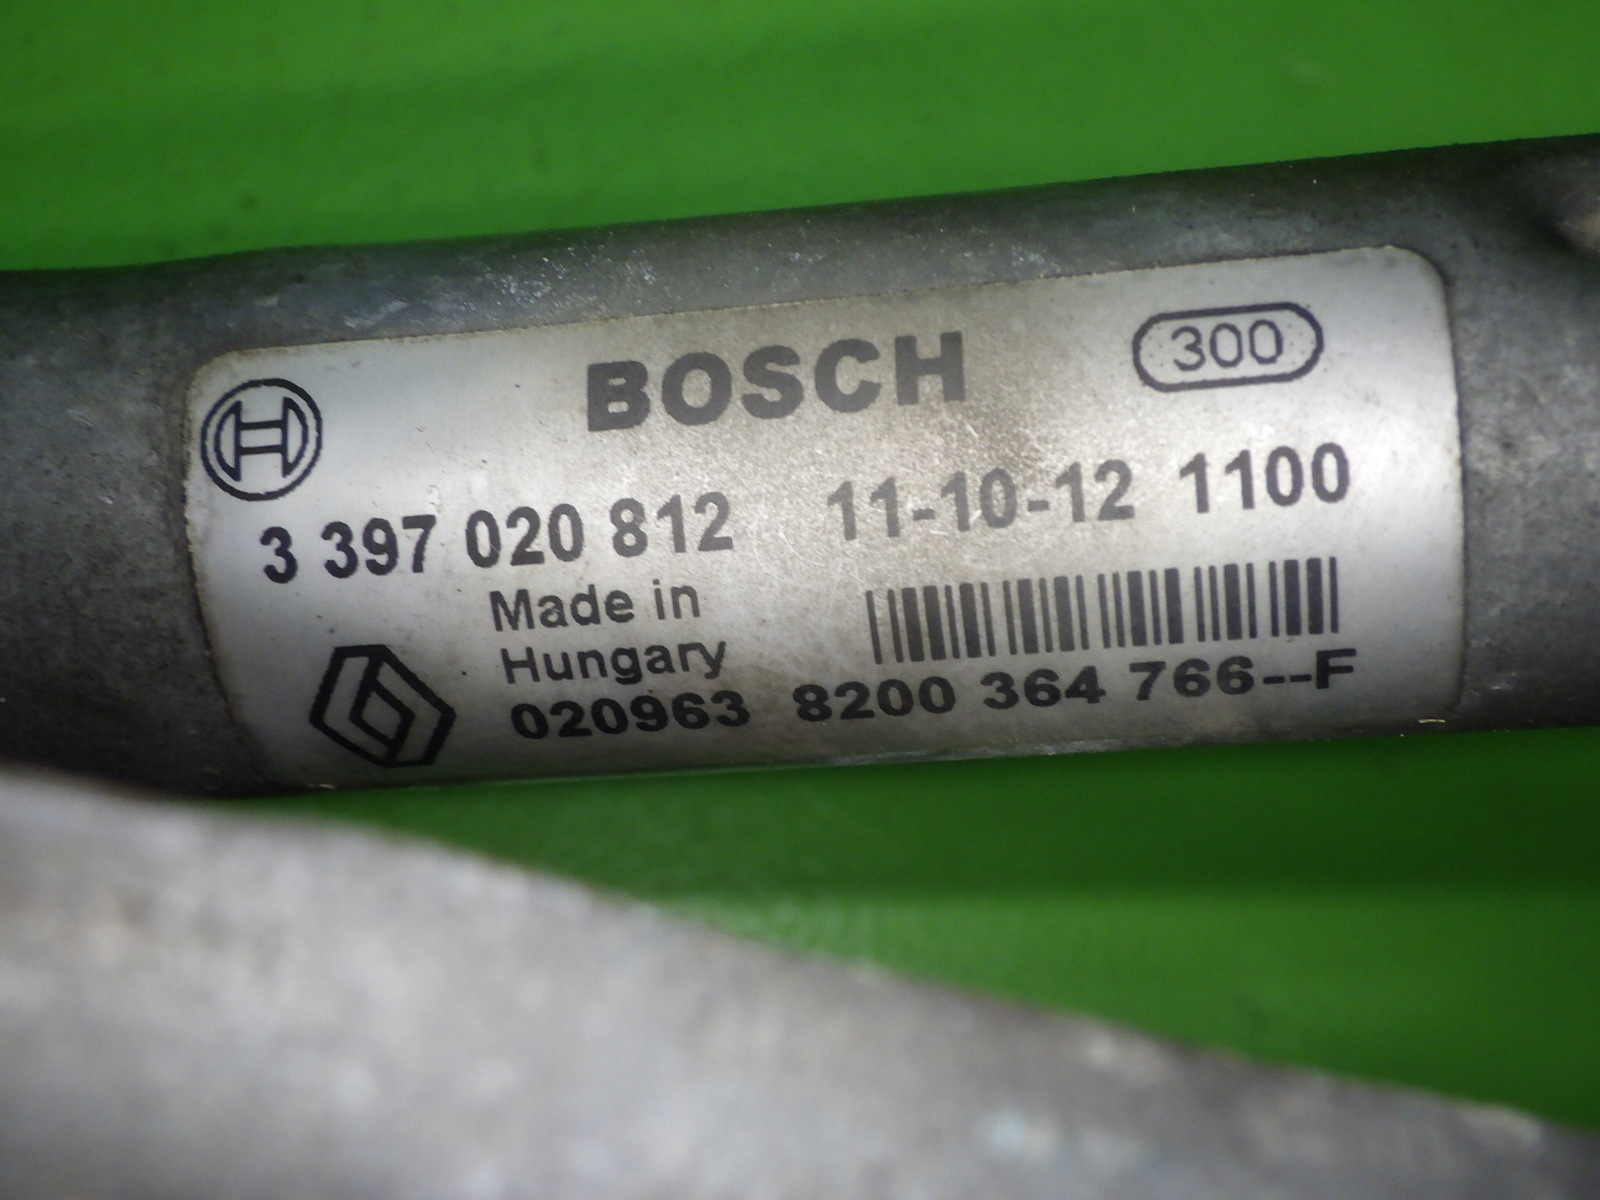 BOSCH 300
3 397 020 812 11-10-12 1100
Made in
Hungary
020963 8200 364 766--F